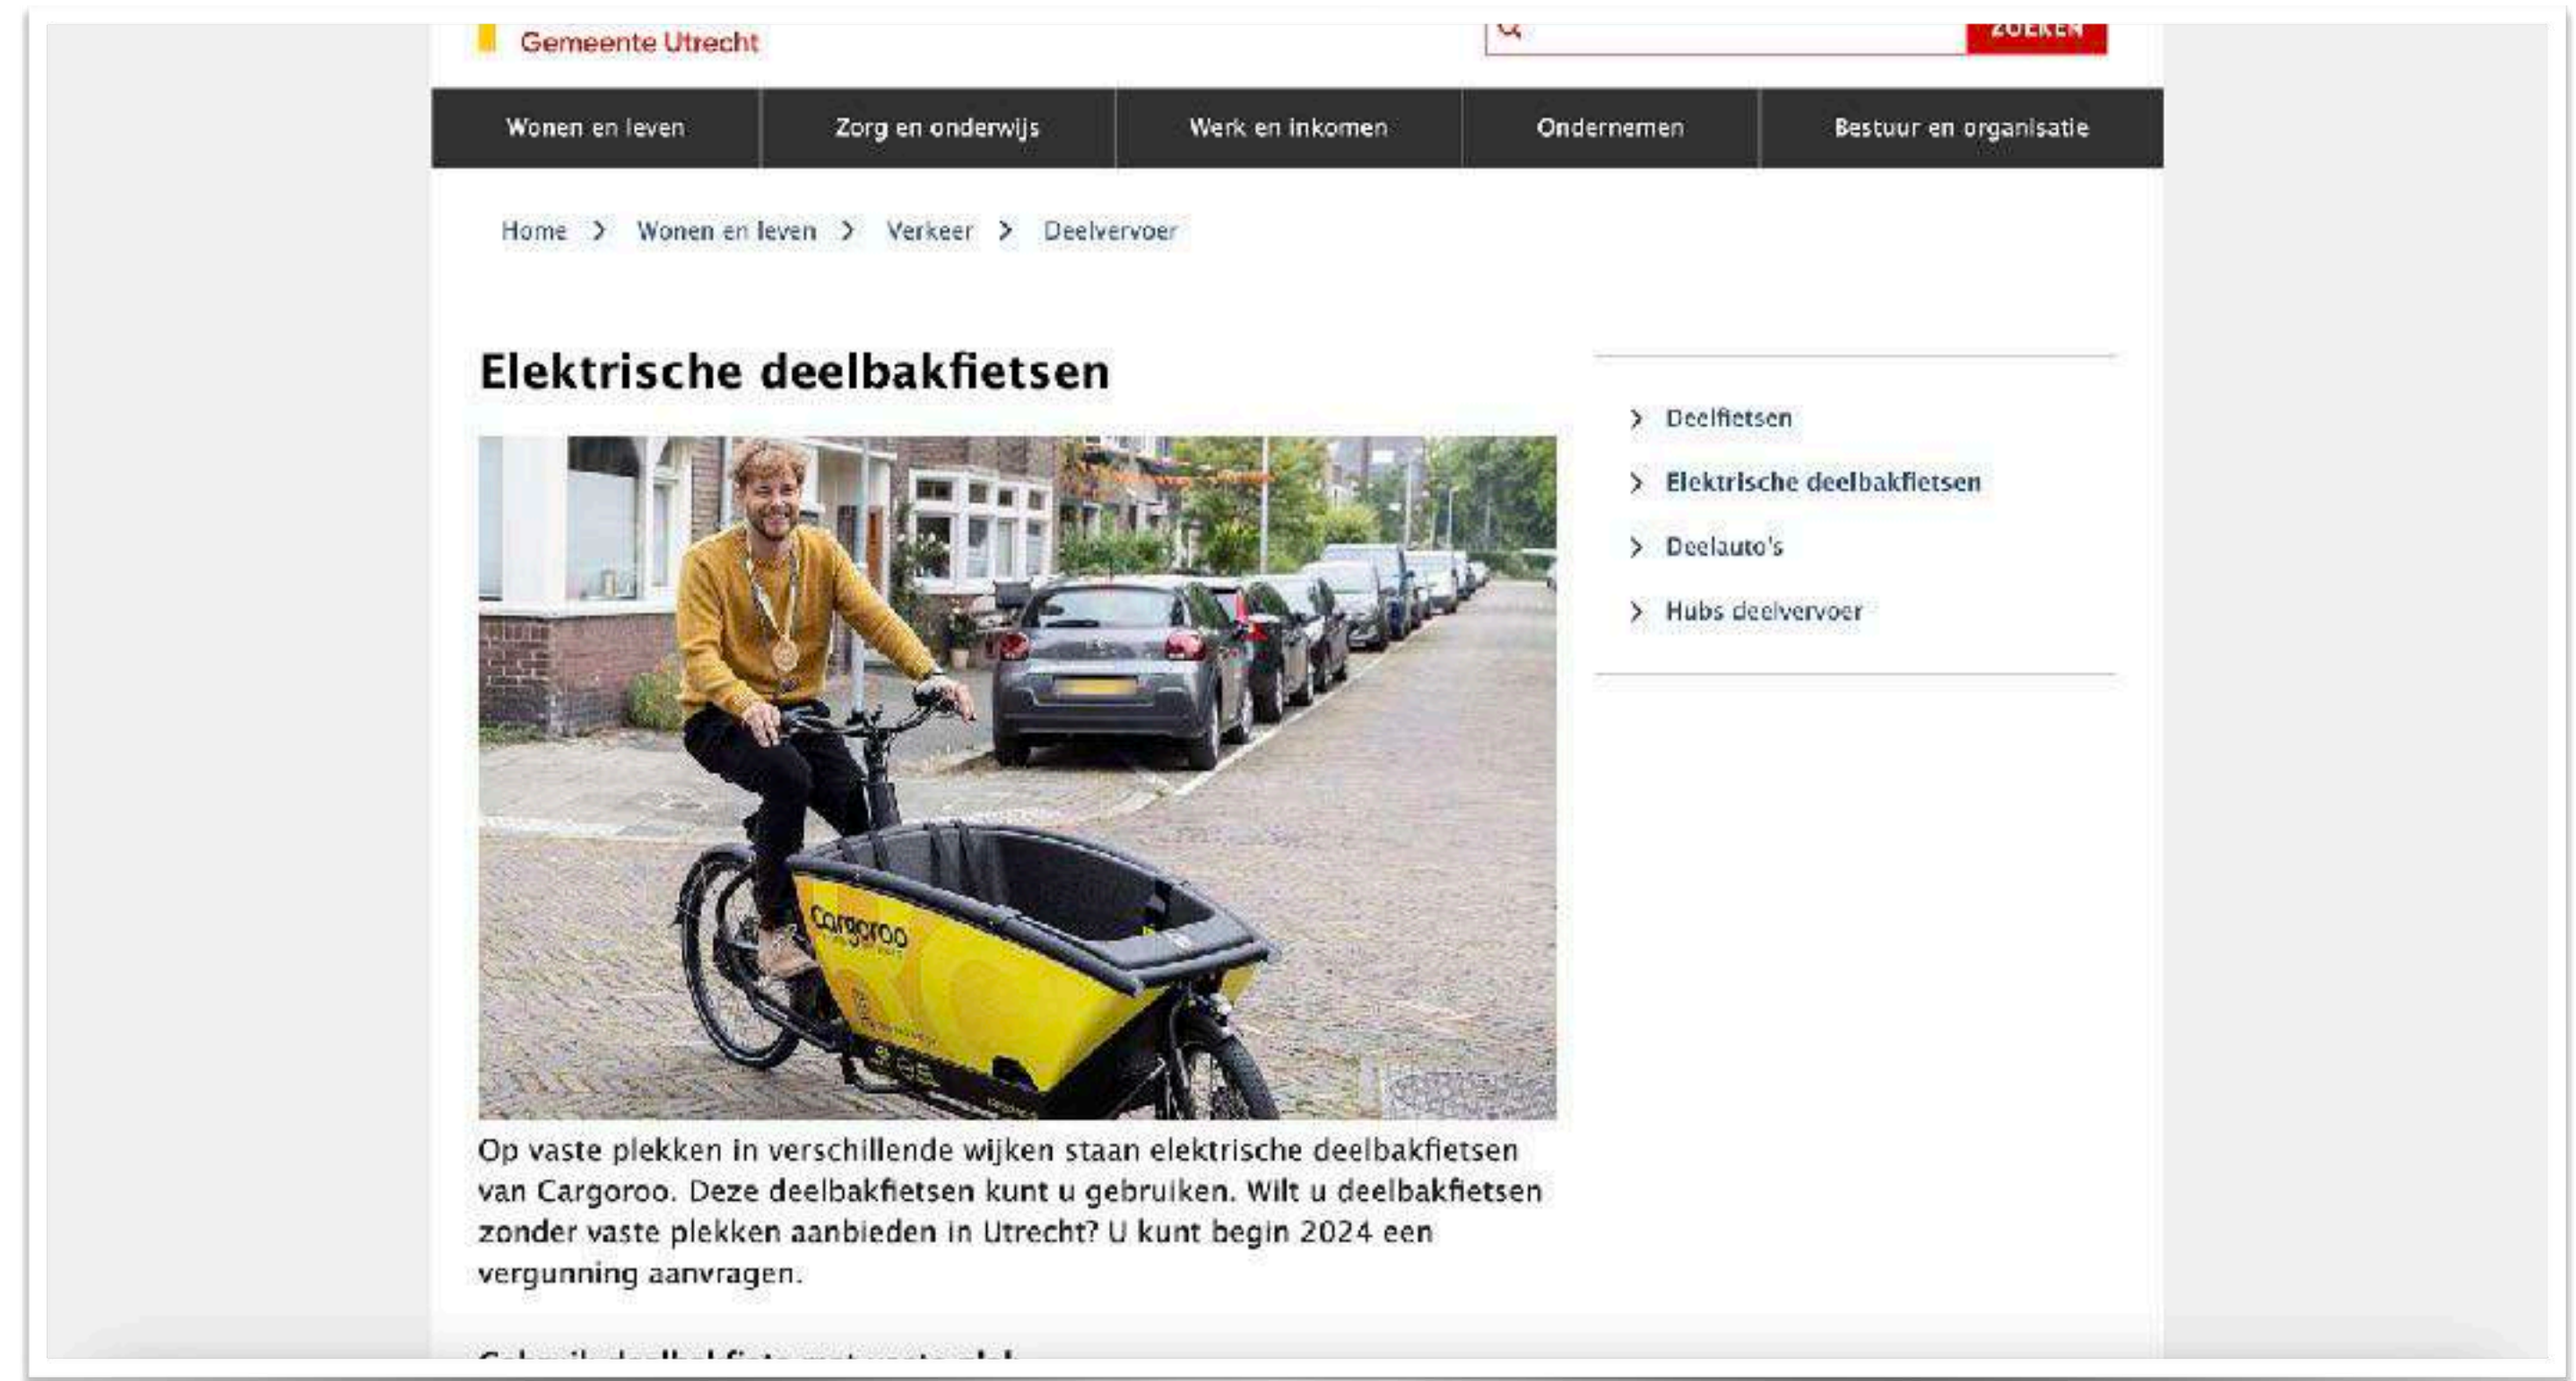 Gemeente Utrecht
ZOEKEN
Wonen en leven
Zorg en onderwijs
Werk en inkomen
Ondernemen
Bestuur en organisatie
Home > Wonen en leven > Verkeer > Deelvervoer
Elektrische deelbakfietsen
> Deelfietsen
> Elektrische deelbakfietsen
> Deelauto's
> Hubs deelvervoer
Cargoroo
Op vaste plekken in verschillende wijken staan elektrische deelbakfietsen
van Cargoroo. Deze deelbakfietsen kunt u gebruiken. Wilt u deelbakfietsen
zonder vaste plekken aanbieden in Utrecht? U kunt begin 2024 een
vergunning aanvragen.